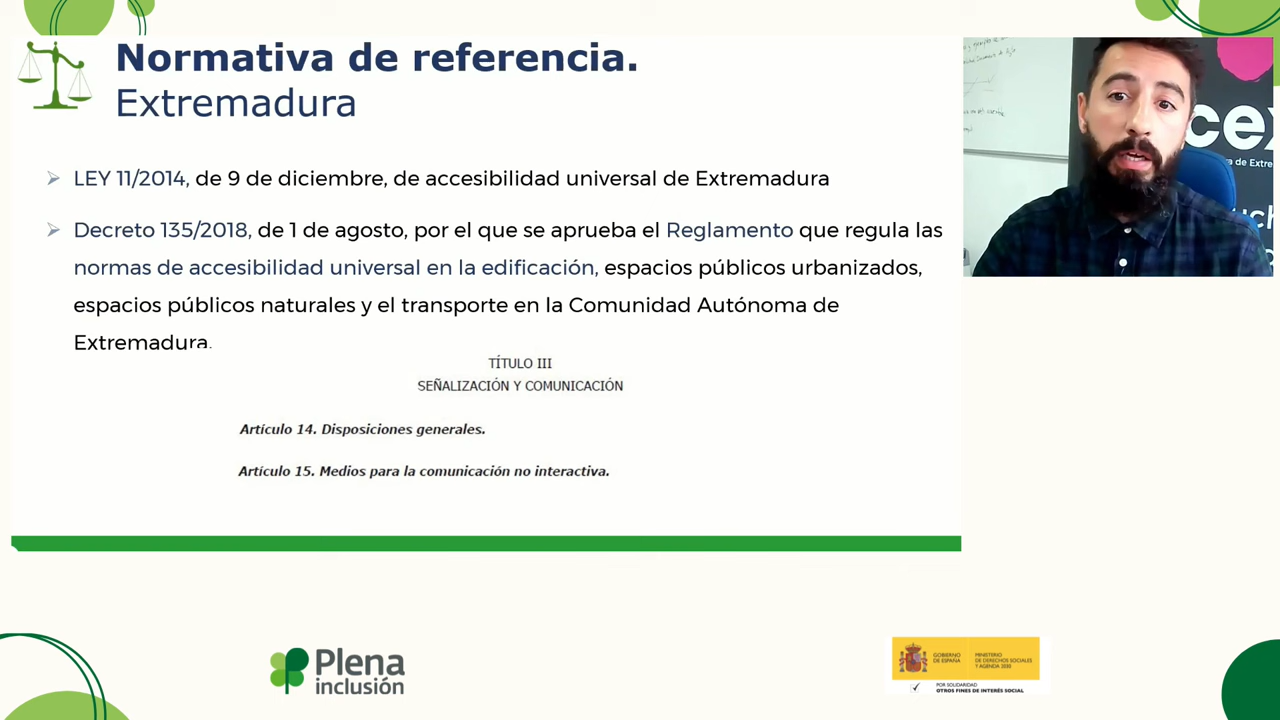 Normativa de referencia.
Extremadura
LEY 11/2014, de 9 de diciembre, de accesibilidad universal de Extremadura
Decreto 135/2018, de 1 de agosto, por el que se aprueba el Reglamento que regula las
normas de accesibilidad universal en la edificación, espacios públicos urbanizados,
espacios públicos naturales y el transporte en la Comunidad Autónoma de
Extremadura.
TÍTULO III
SEÑALIZACIÓN Y COMUNICACIÓN
Artículo 14. Disposiciones generales.
Artículo 15. Medios para la comunicación no interactiva.
cex
a de Extre
uch
Plena
inclusión
GOBIERNO
DE ESPAÑA
MINISTERIO
DE DERECHOS SOCIALES
Y AGENDA 2030
POR SOLIDARIDAD
OTROS FINES DE INTERÉS SOCIAL